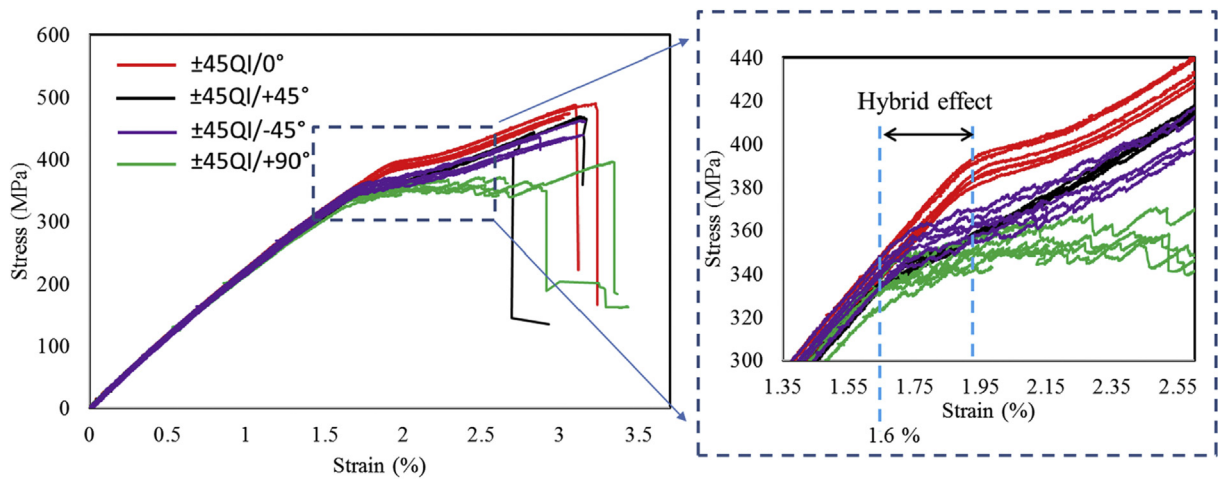 600
500
400
300
200
100
0
Stress (MPa)
±45QI/0°
±45QI/+45°
±45QI/-45°
±45QI/+90°
0 0.5 1 1.5 2 2.5 3 3.5
Strain (%)
440
420
400
380
360
340
320
300
Stress (MPa)
Hybrid effect
1.35 1.55 1.75 1.95 2.15 2.35 2.55
Strain (%)
1.6 %